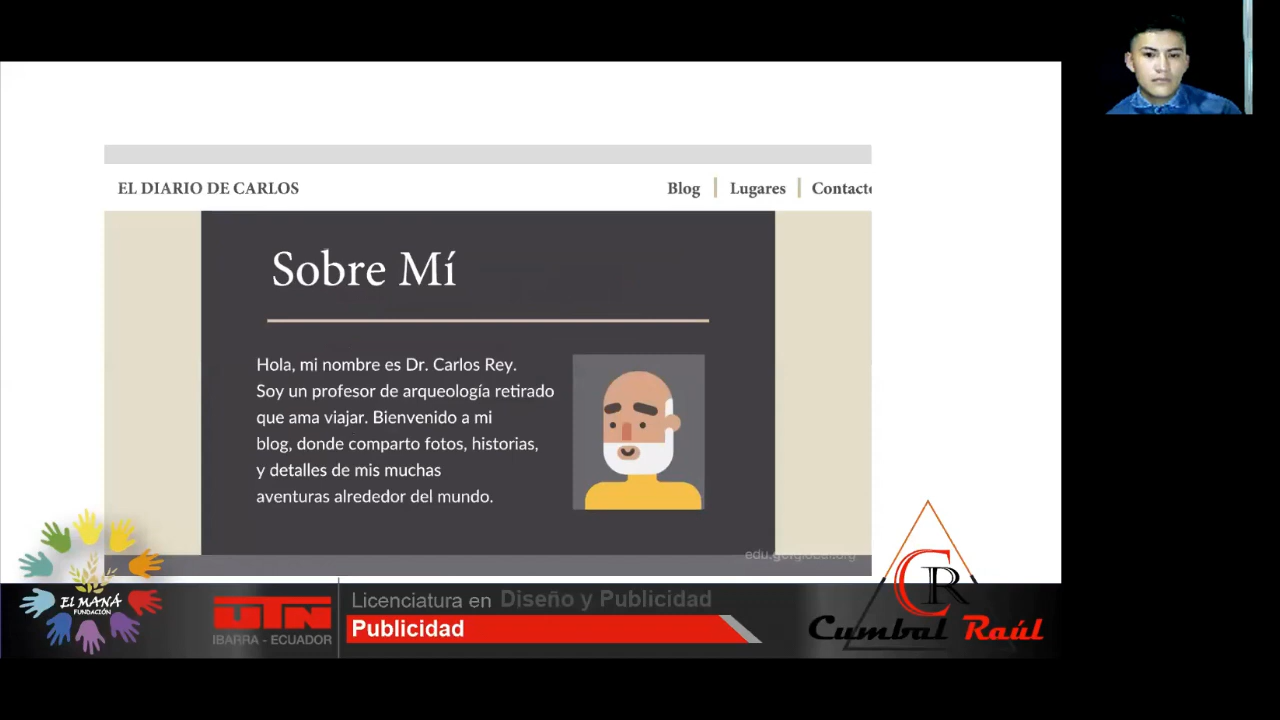 EL DIARIO DE CARLOS
Blog
Lugares
Contacto
Sobre Mí
Hola, mi nombre es Dr. Carlos Rey.
Soy un profesor de arqueología retirado
que ama viajar. Bienvenido a mi
blog, donde comparto fotos, historias,
y detalles de mis muchas
aventuras alrededor del mundo.
edu.gcfglobal.org
EL MANÁ
FUNDACIÓN
UTN
IBARRA - ECUADOR
Licenciatura en Diseño y Publicidad
Publicidad
CR
Cumbal Raúl